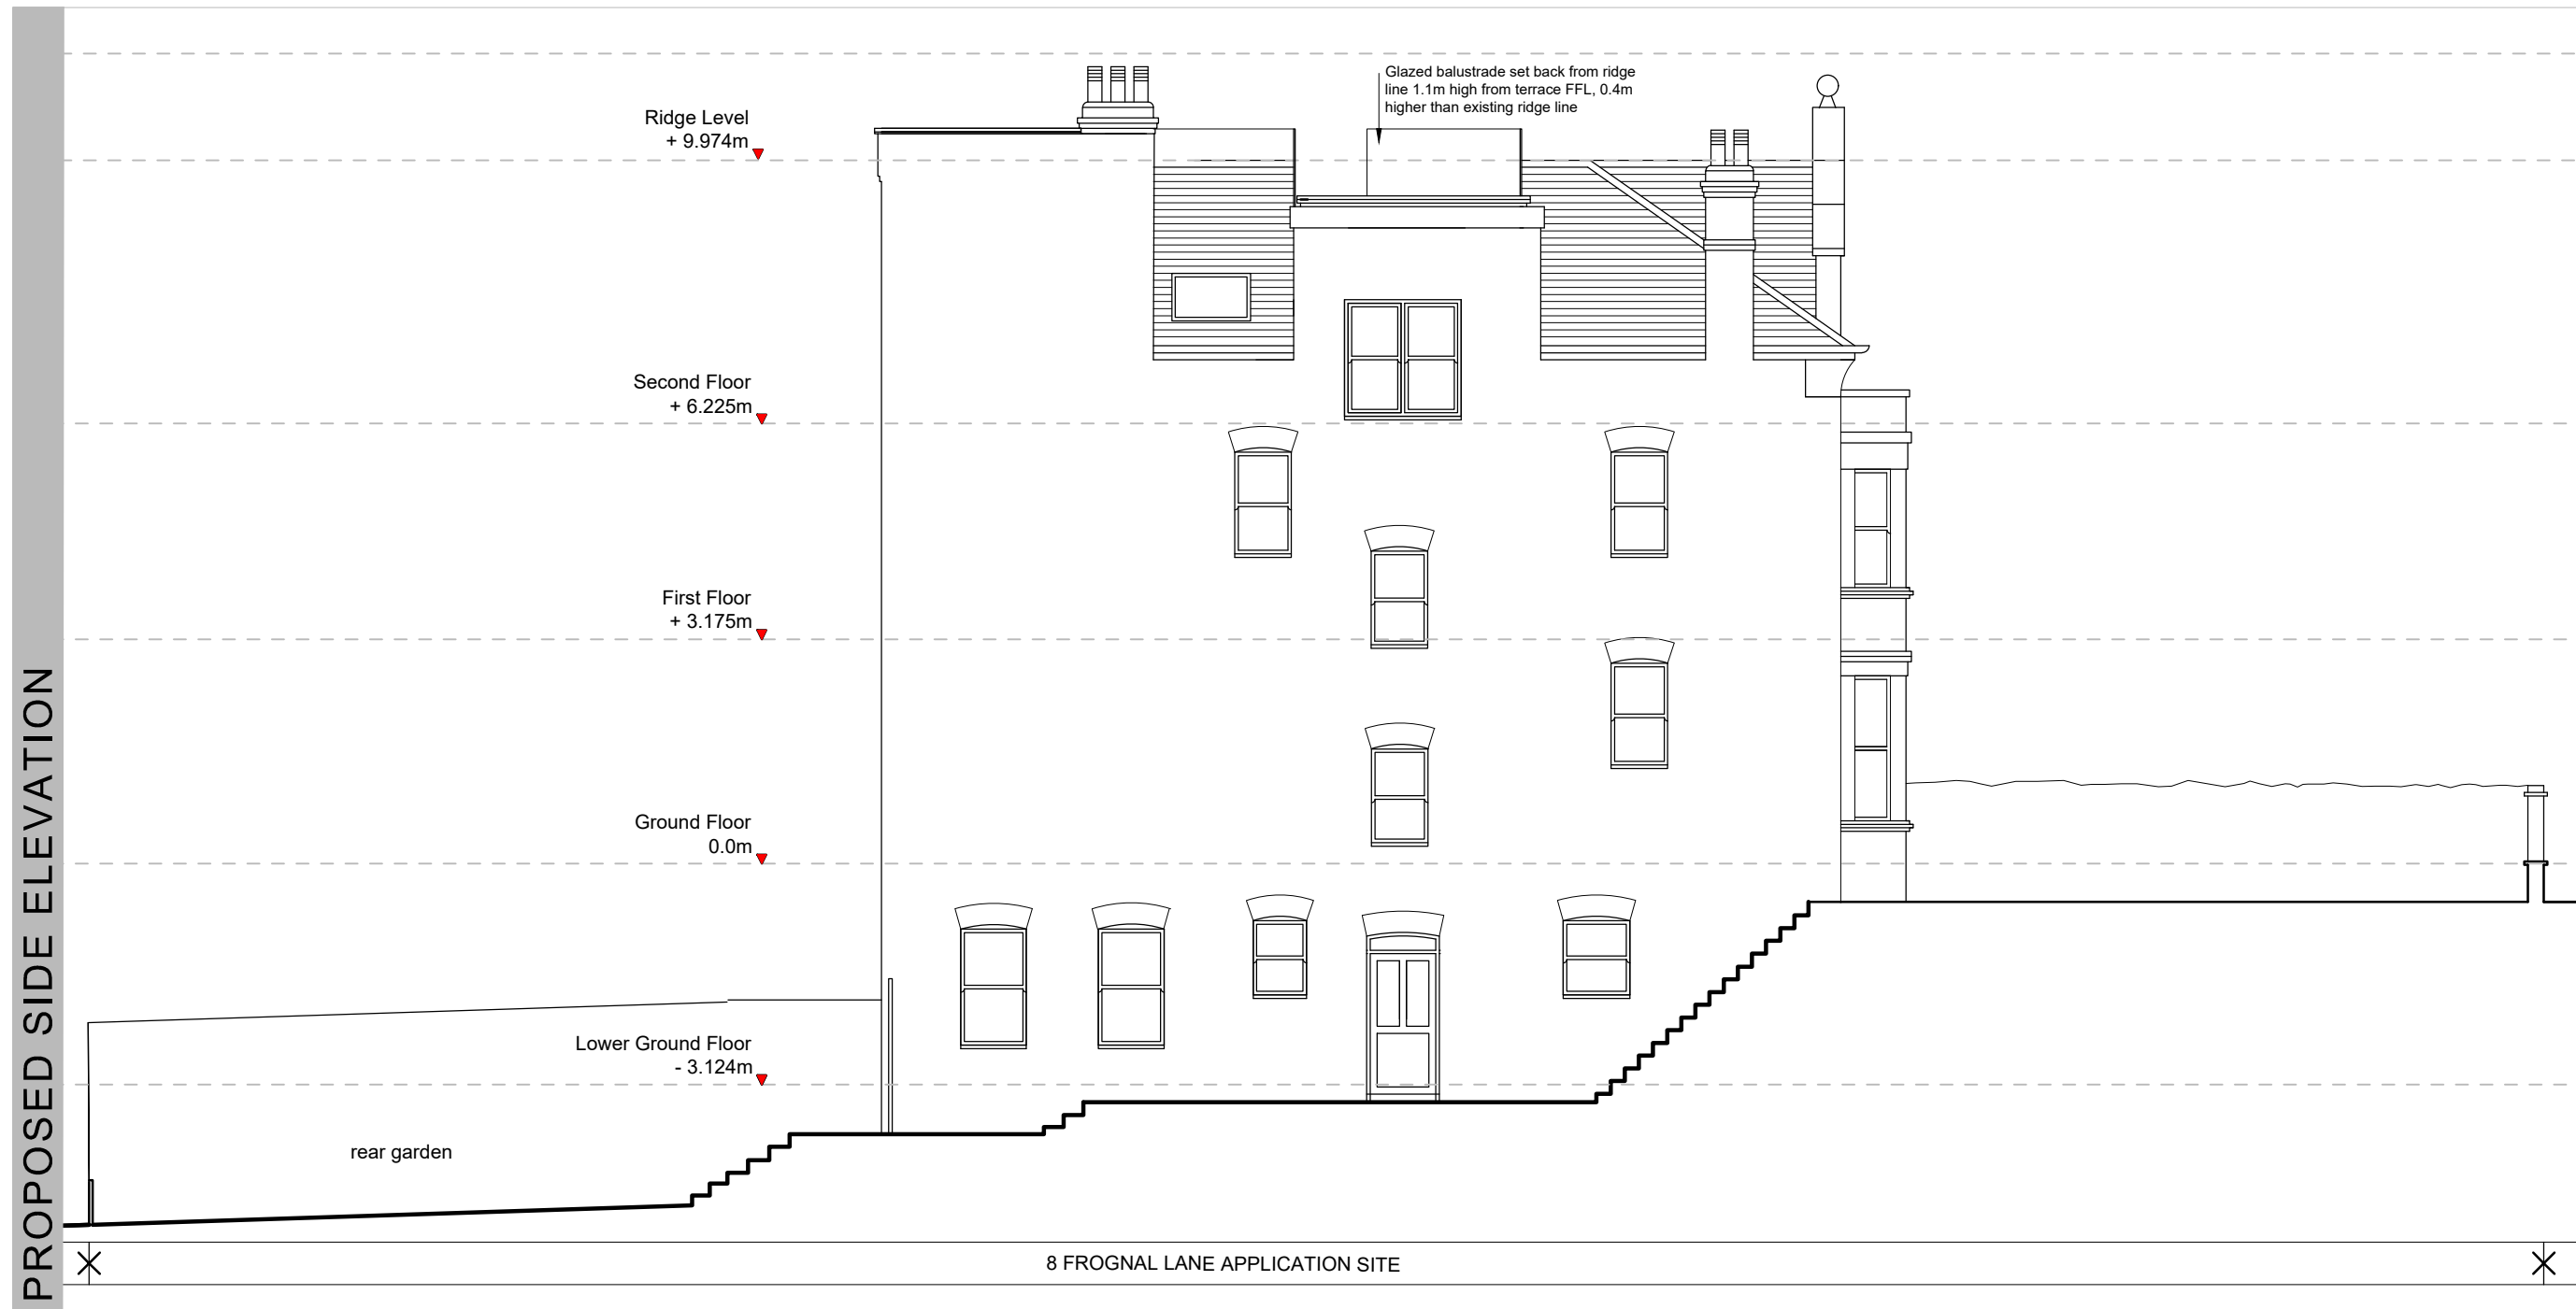 PROPOSED SIDE ELEVATION
Glazed balustrade set back from ridge
line 1.1m high from terrace FFL, 0.4m
higher than existing ridge line
Ridge Level
+ 9.974m
Second Floor
+ 6.225m
First Floor
+ 3.175m
Ground Floor
0.0m
Lower Ground Floor
- 3.124m
rear garden
8 FROGNAL LANE APPLICATION SITE